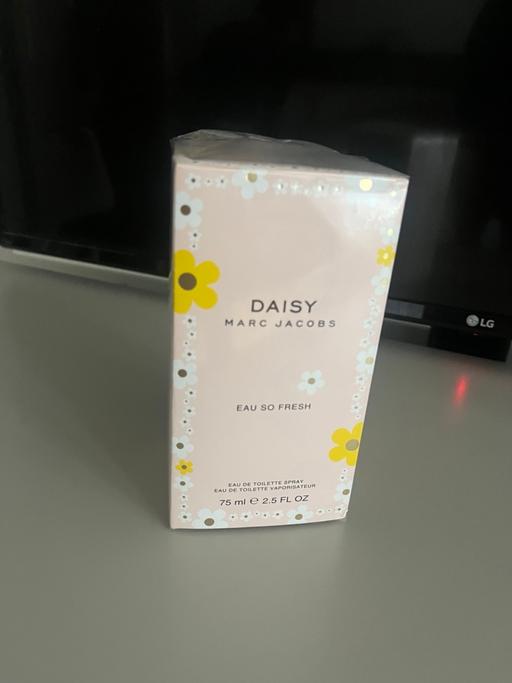 DAISY
MARC JACOBS
EAU SO FRESH
EAU DE TOILETTE SPRAY
EAU DE TOILETTE VAPORISATEUR
75 ml ℮ 2.5 FL OZ
LG